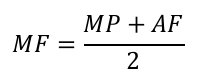 MF = (MP + AF) / 2